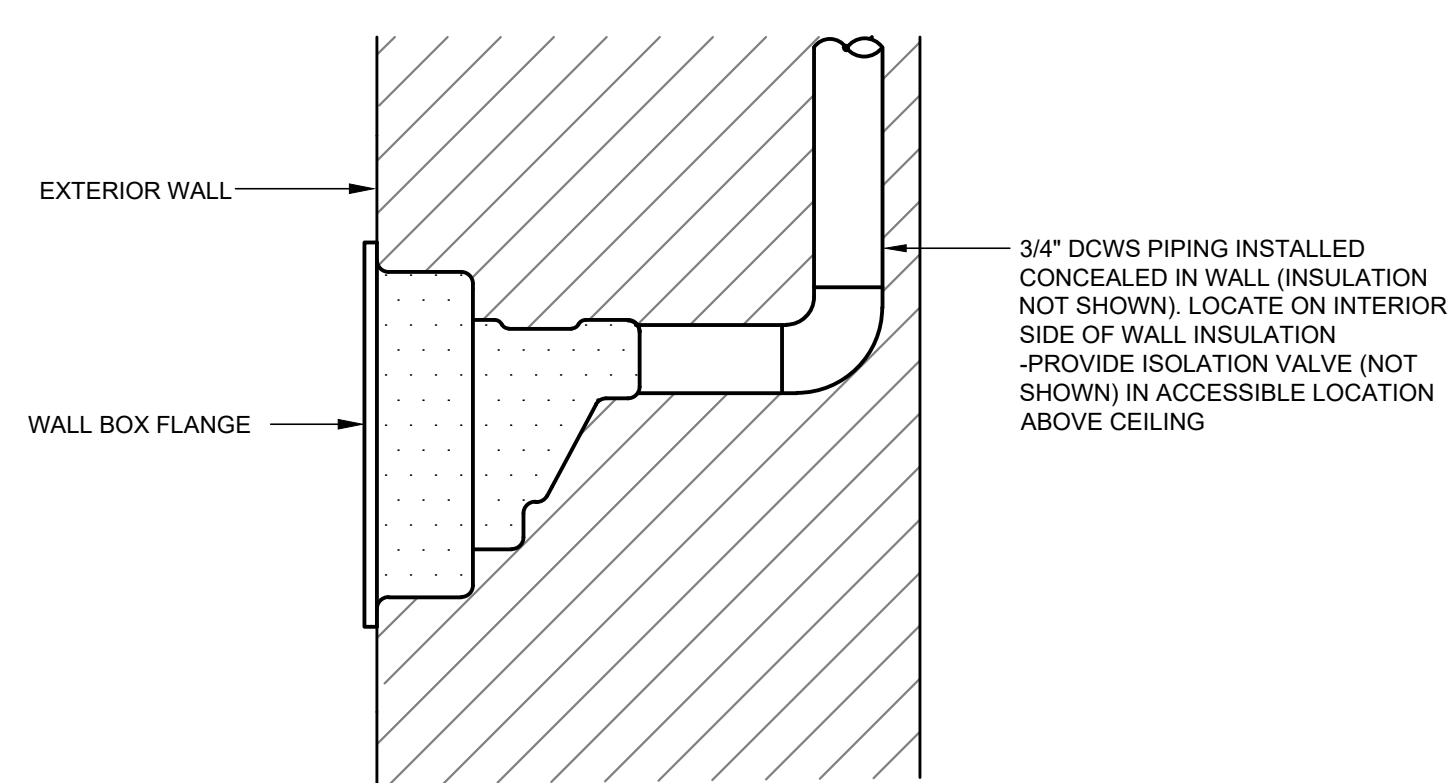 EXTERIOR WALL
WALL BOX FLANGE
3/4" DCWS PIPING INSTALLED
CONCEALED IN WALL (INSULATION
NOT SHOWN). LOCATE ON INTERIOR
SIDE OF WALL INSULATION
-PROVIDE ISOLATION VALVE (NOT
SHOWN) IN ACCESSIBLE LOCATION
ABOVE CEILING